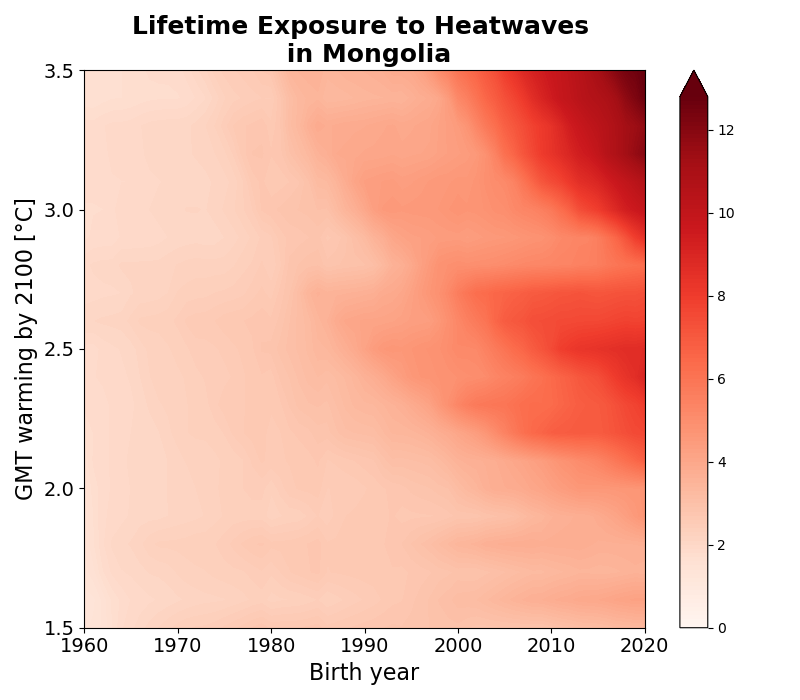 Lifetime Exposure to Heatwaves
in Mongolia
GMT warming by 2100 [°C]
3.5
3.0
2.5
2.0
1.5
1960 1970 1980 1990 2000 2010 2020
Birth year
12
10
8
6
4
2
0